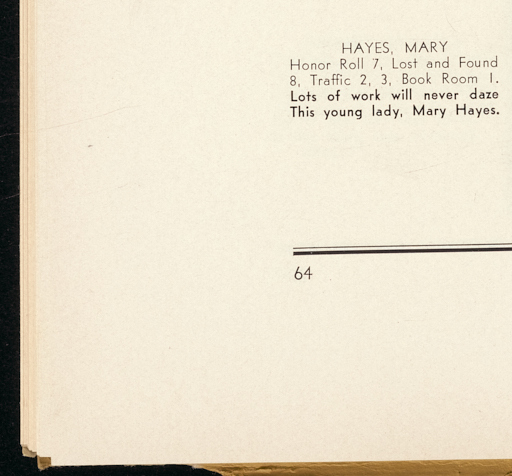 HAYES, MARY
Honor Roll 7, Lost and Found
8, Traffic 2, 3, Book Room 1.
Lots of work will never daze
This young lady, Mary Hayes.
64